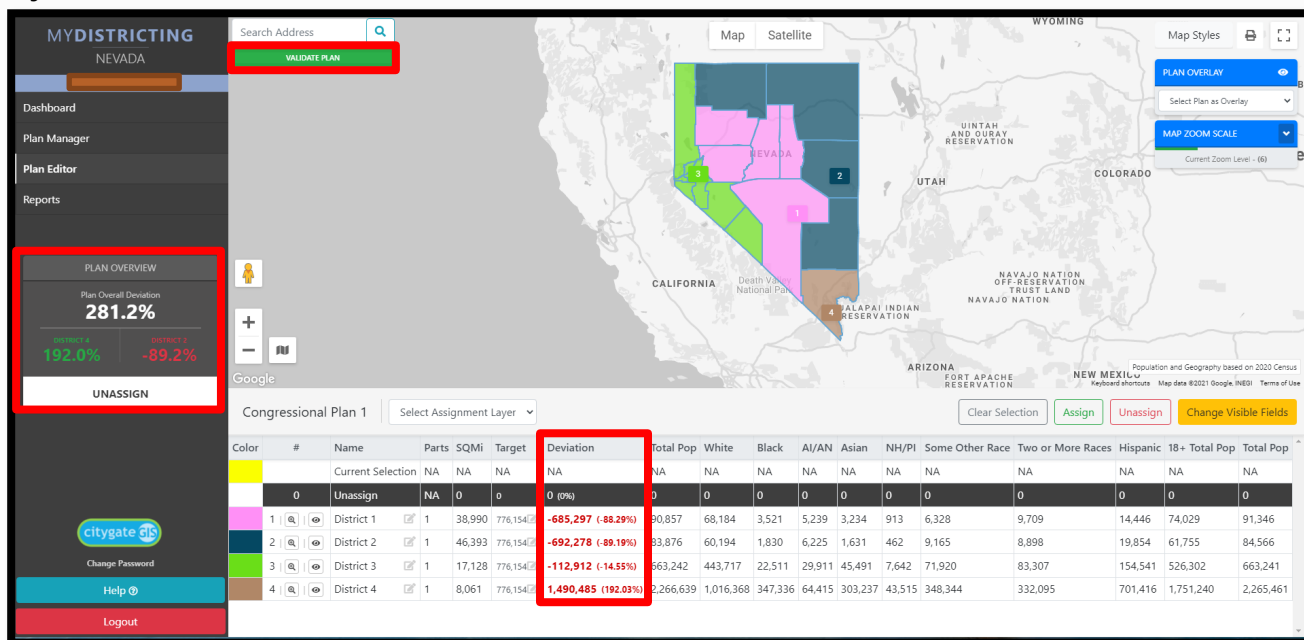 MYDISTRICTING
NEVADA
Dashboard
Plan Manager
Plan Editor
Reports
PLAN OVERVIEW
Plan Overall Deviation
281.2%
DISTRICT 4
192.0%
DISTRICT 2
-89.2%
UNASSIGN
citygate GIS
Change Password
Help
Logout
Search Address
VALIDATE PLAN
Map Satellite
Map Styles
PLAN OVERLAY
Select Plan as Overlay
MAP ZOOM SCALE
Current Zoom Level - (6)
WYOMING
UINTAH
AND OURAY
RESERVATION
NEVADA
3
2
1
4
UTAH
COLORADO
CALIFORNIA
Death Valley
National Park
NAVAJO NATION
OFF-RESERVATION
TRUST LAND
NAVAJO NATION
UALAPAI INDIAN
RESERVATION
ARIZONA
FORT APACHE
RESERVATION
NEW MEXICO
Population and Geography based on 2020 Census
Google
Keyboard shortcuts Map data ©2021 Google, INEGI Terms of Use
Congressional Plan 1 Select Assignment Layer Clear Selection Assign Unassign Change Visible Fields
Color # Name Parts SQMi Target Deviation Total Pop White Black AI/AN Asian NH/PI Some Other Race Two or More Races Hispanic 18+ Total Pop Total Pop
Current Selection NA NA NA NA NA NA NA NA NA NA NA NA NA NA NA
0 Unassign NA 0 0 0 (0%) 0 0 0 0 0 0 0 0 0 0 0
1 District 1 1 38,990 776,154 -685,297 (-88.29%) 90,857 68,184 3,521 5,239 3,234 913 6,328 9,709 14,446 74,029 91,346
2 District 2 1 46,393 776,154 -692,278 (-89.19%) 83,876 60,194 1,830 6,225 1,631 462 9,165 8,898 19,854 61,755 84,566
3 District 3 1 17,128 776,154 -112,912 (-14.55%) 663,242 443,717 22,511 29,911 45,491 7,642 71,920 83,307 154,541 526,302 663,241
4 District 4 1 8,061 776,154 1,490,485 (192.03%) 2,266,639 1,016,368 347,336 64,415 303,237 43,515 348,344 332,095 701,416 1,751,240 2,265,461